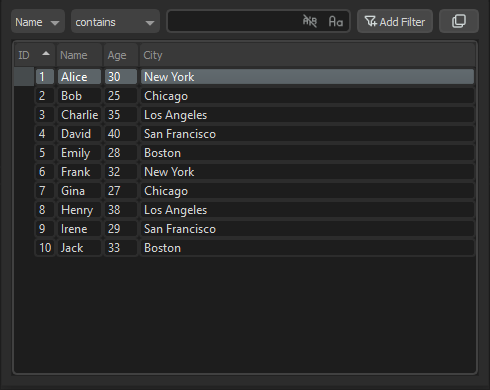 Name contains Aa Add Filter
ID Name Age City
1 Alice 30 New York
2 Bob 25 Chicago
3 Charlie 35 Los Angeles
4 David 40 San Francisco
5 Emily 28 Boston
6 Frank 32 New York
7 Gina 27 Chicago
8 Henry 38 Los Angeles
9 Irene 29 San Francisco
10 Jack 33 Boston